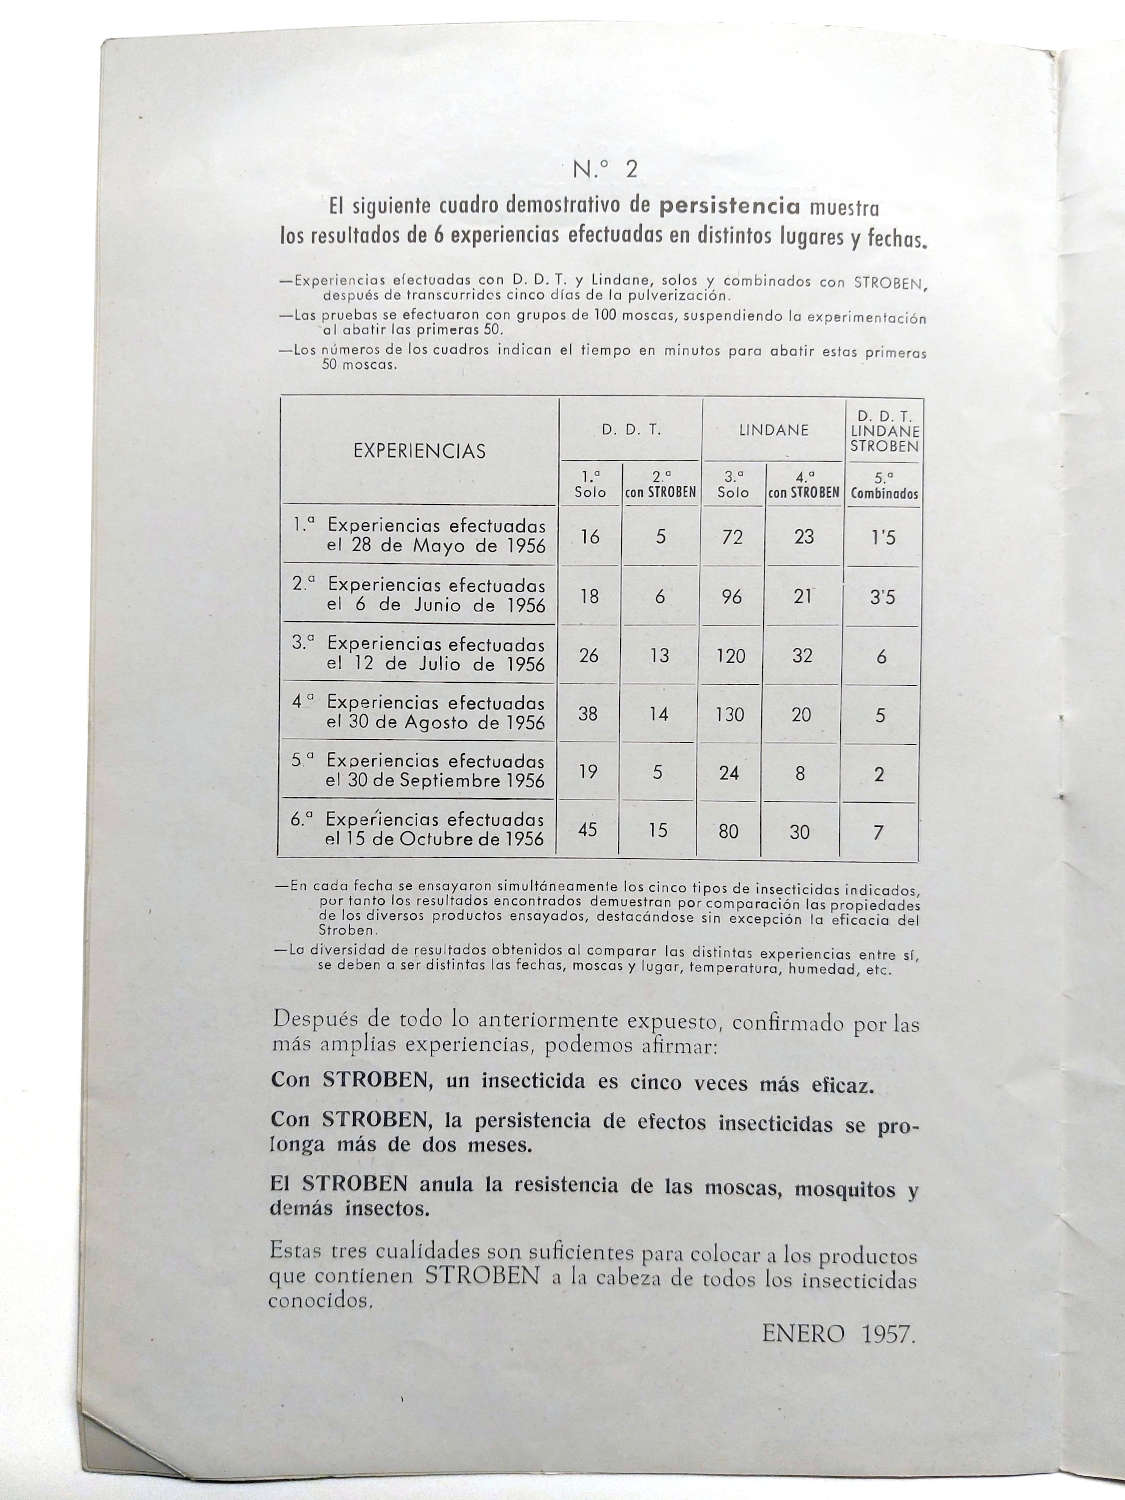 N.º 2
El siguiente cuadro demostrativo de persistencia muestra
los resultados de 6 experiencias efectuadas en distintos lugares y fechas.
—Experiencias efectuadas con D. D. T. y Lindane, solos y combinados con STROBEN,
después de transcurridos cinco días de la pulverización.
—Las pruebas se efectuaron con grupos de 100 moscas, suspendiendo la experimentación
al abatir las primeras 50.
—Los números de los cuadros indican el tiempo en minutos para abatir estas primeras
50 moscas.
EXPERIENCIAS
D. D. T.
LINDANE
D. D. T.
LINDANE
STROBEN
1.ª
Solo
2.ª
con STROBEN
3.ª
Solo
4.ª
con STROBEN
5.ª
Combinados
1.ª Experiencias efectuadas
el 28 de Mayo de 1956
16 5 72 23 1'5
2.ª Experiencias efectuadas
el 6 de Junio de 1956
18 6 96 21 3'5
3.ª Experiencias efectuadas
el 12 de Julio de 1956
26 13 120 32 6
4.ª Experiencias efectuadas
el 30 de Agosto de 1956
38 14 130 20 5
5.ª Experiencias efectuadas
el 30 de Septiembre 1956
19 5 24 8 2
6.ª Experiencias efectuadas
el 15 de Octubre de 1956
45 15 80 30 7
—En cada fecha se ensayaron simultáneamente los cinco tipos de insecticidas indicados,
por tanto los resultados encontrados demuestran por comparación las propiedades
de los diversos productos ensayados, destacándose sin excepción la eficacia del
Stroben.
—La diversidad de resultados obtenidos al comparar las distintas experiencias entre sí,
se deben a ser distintas las fechas, moscas y lugar, temperatura, humedad, etc.
Después de todo lo anteriormente expuesto, confirmado por las
más amplias experiencias, podemos afirmar:
Con STROBEN, un insecticida es cinco veces más eficaz.
Con STROBEN, la persistencia de efectos insecticidas se pro-
longa más de dos meses.
El STROBEN anula la resistencia de las moscas, mosquitos y
demás insectos.
Estas tres cualidades son suficientes para colocar a los productos
que contienen STROBEN a la cabeza de todos los insecticidas
conocidos.
ENERO 1957.